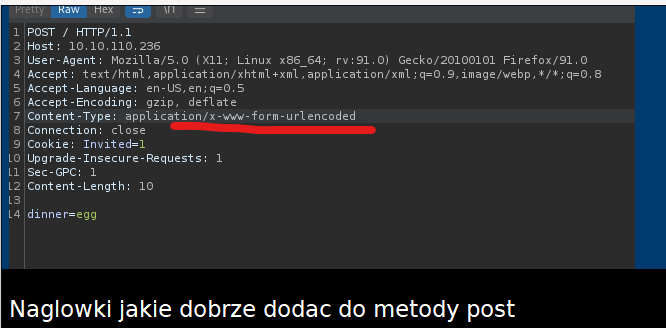 Pretty Raw Hex \n
1 POST / HTTP/1.1
2 Host: 10.10.110.236
3 User-Agent: Mozilla/5.0 (X11; Linux x86_64; rv:91.0) Gecko/20100101 Firefox/91.0
4 Accept: text/html,application/xhtml+xml,application/xml;q=0.9,image/webp,*/*;q=0.8
5 Accept-Language: en-US,en;q=0.5
6 Accept-Encoding: gzip, deflate
7 Content-Type: application/x-www-form-urlencoded
8 Connection: close
9 Cookie: Invited=1
10 Upgrade-Insecure-Requests: 1
11 Sec-GPC: 1
12 Content-Length: 10
13
14 dinner=egg
Naglowki jakie dobrze dodac do metody post